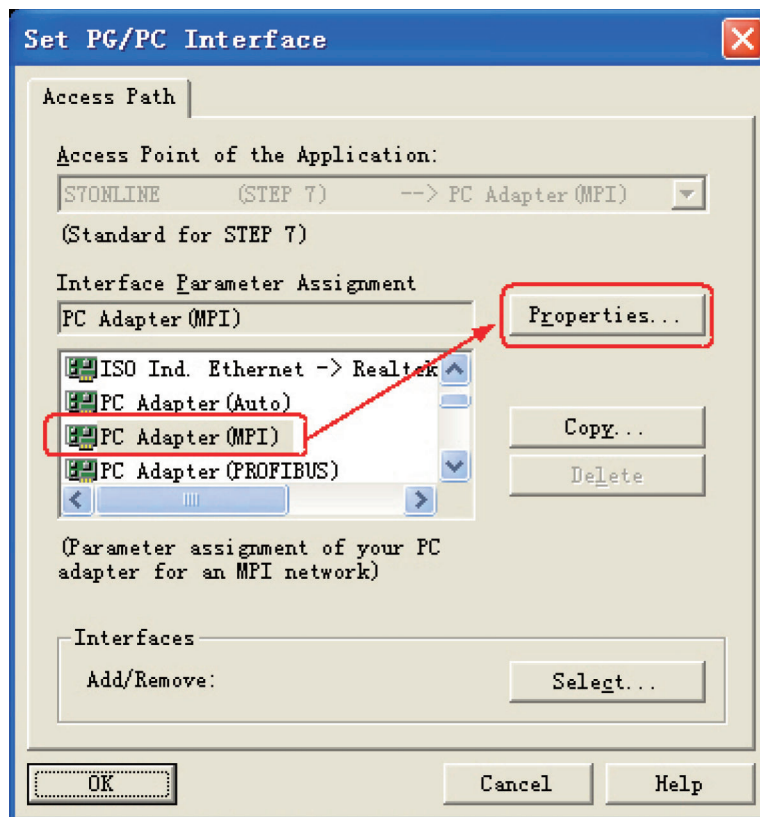 Set PG/PC Interface
Access Path
Access Point of the Application:
S7ONLINE (STEP 7) --> PC Adapter(MPI)
(Standard for STEP 7)
Interface Parameter Assignment
PC Adapter(MPI)
Properties...
ISO Ind. Ethernet -> Realtek
PC Adapter(Auto)
PC Adapter(MPI)
PC Adapter(PROFIBUS)
Copy...
Delete
(Parameter assignment of your PC
adapter for an MPI network)
Interfaces
Add/Remove:
Select...
OK
Cancel
Help